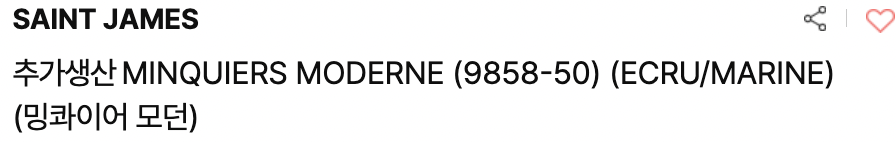 SAINT JAMES
추가생산 MINQUIERS MODERNE (9858-50) (ECRU/MARINE)
(밍콰이어 모던)